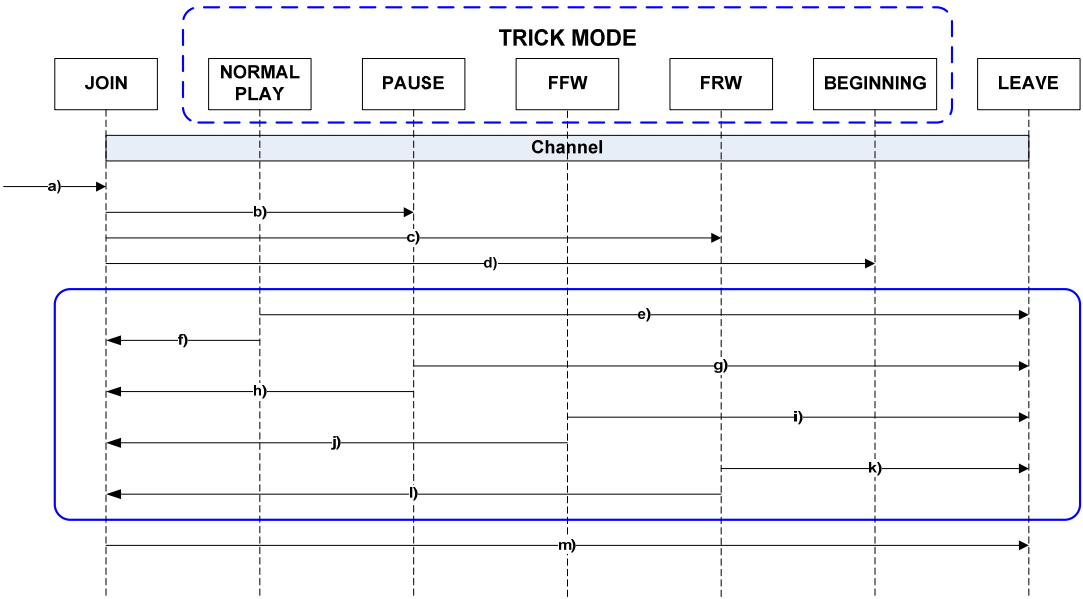 TRICK MODE
JOIN
NORMAL
PLAY
PAUSE
FFW
FRW
BEGINNING
LEAVE
Channel
a)
b)
c)
d)
e)
f)
g)
h)
i)
j)
k)
l)
m)